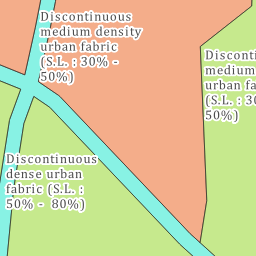 Discontinuous
medium density
urban fabric
(S.L. : 30% -
50%)
Disconti
medium
urban fa
(S.L. : 30
50%)
Discontinuous
dense urban
fabric (S.L. :
50% - 80%)